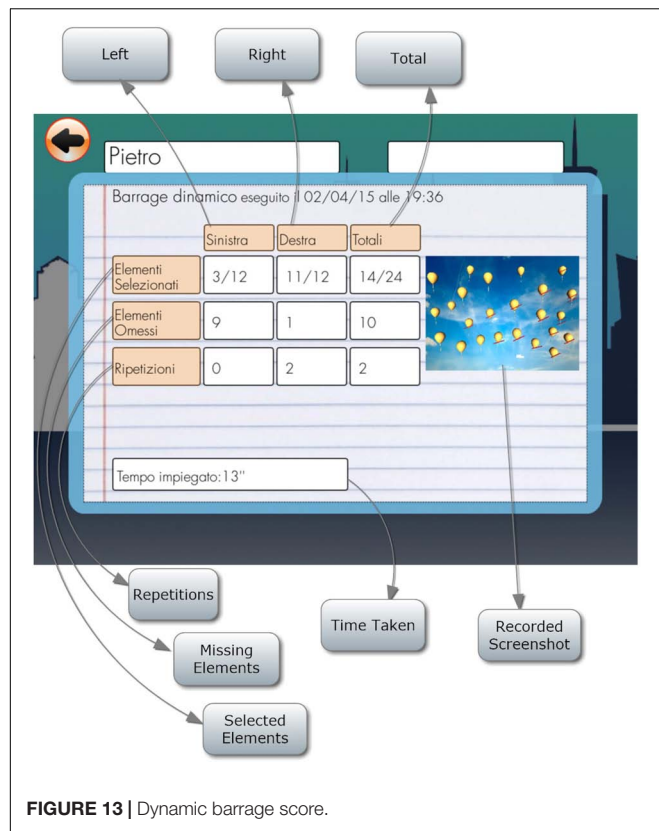 Left
Right
Total
Pietro
Barrage dinamico eseguito il 02/04/15 alle 19:36
Sinistra Destra Totali
Elementi
Selezionati 3/12 11/12 14/24
Elementi
Omessi 9 1 10
Ripetizioni 0 2 2
Tempo impiegato:13"
Repetitions
Time Taken
Recorded
Screenshot
Missing
Elements
Selected
Elements
FIGURE 13 | Dynamic barrage score.